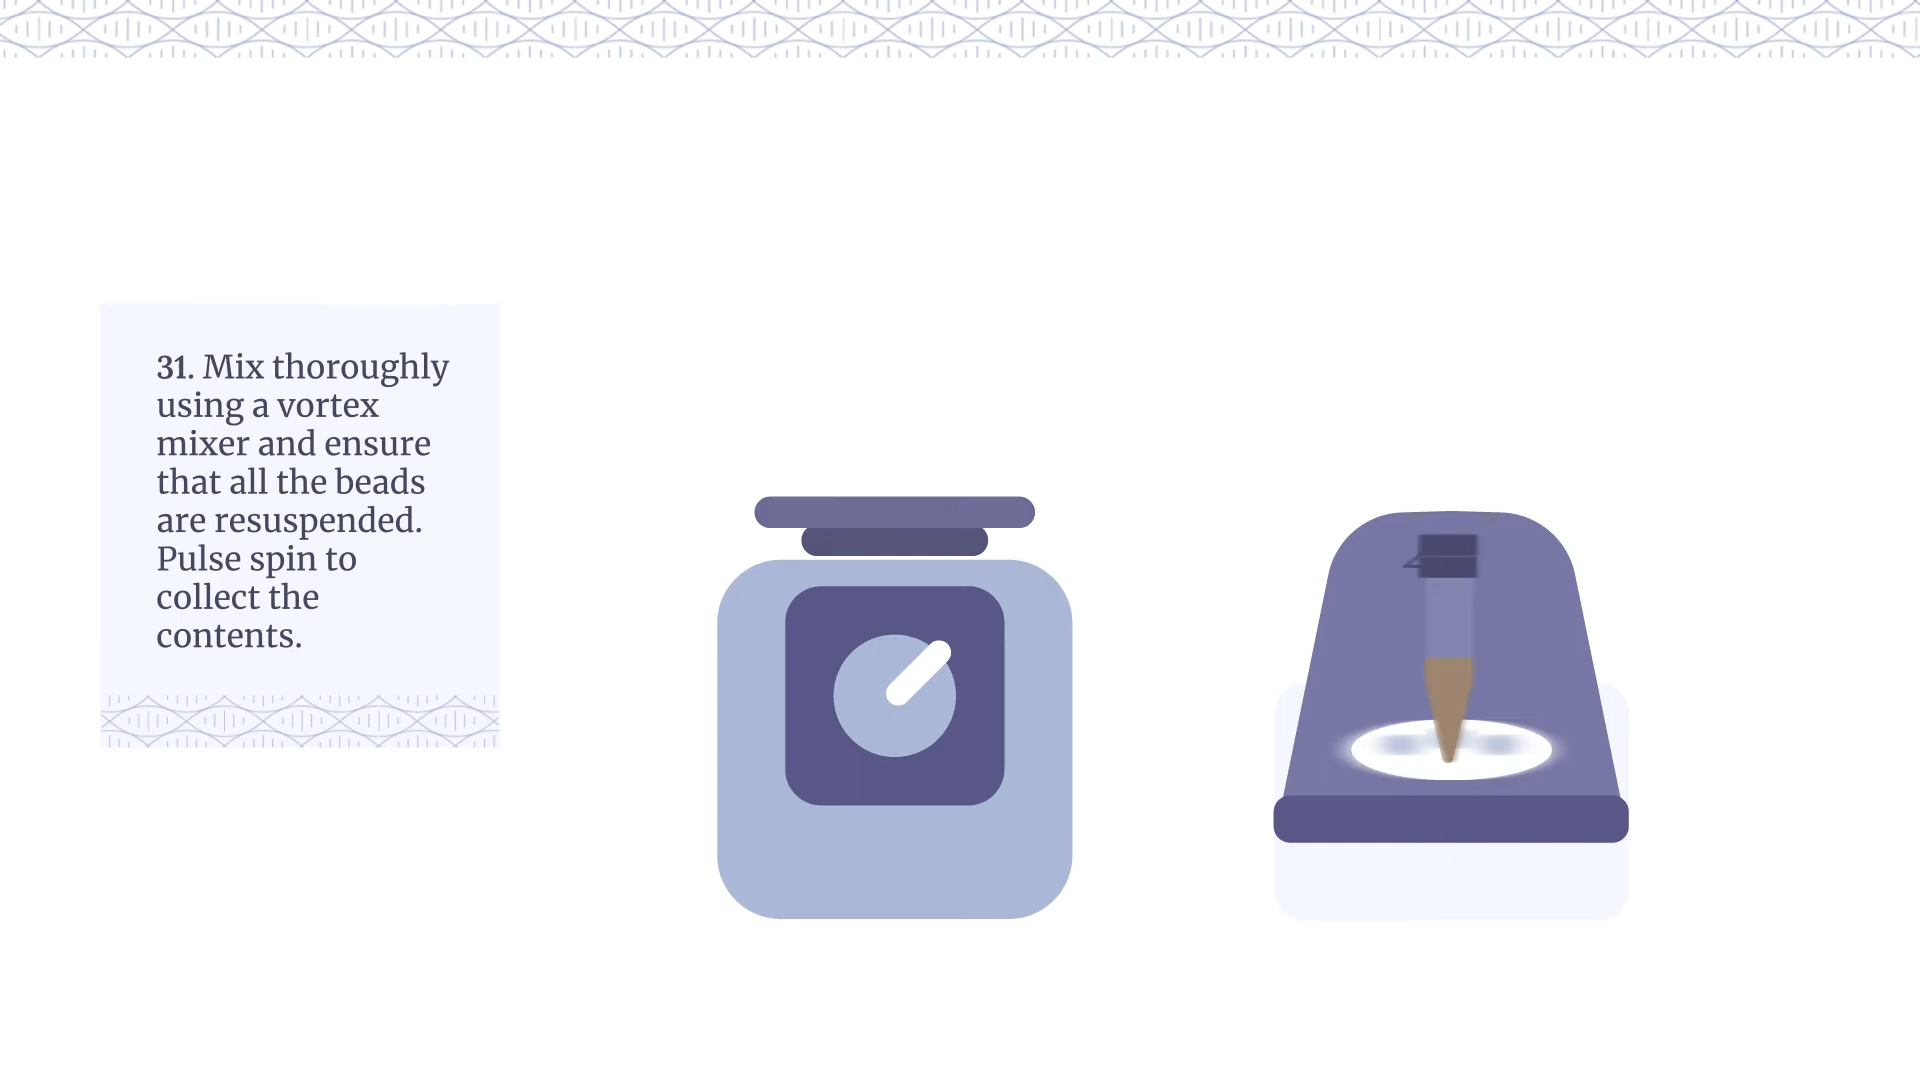 31. Mix thoroughly
using a vortex
mixer and ensure
that all the beads
are resuspended.
Pulse spin to
collect the
contents.